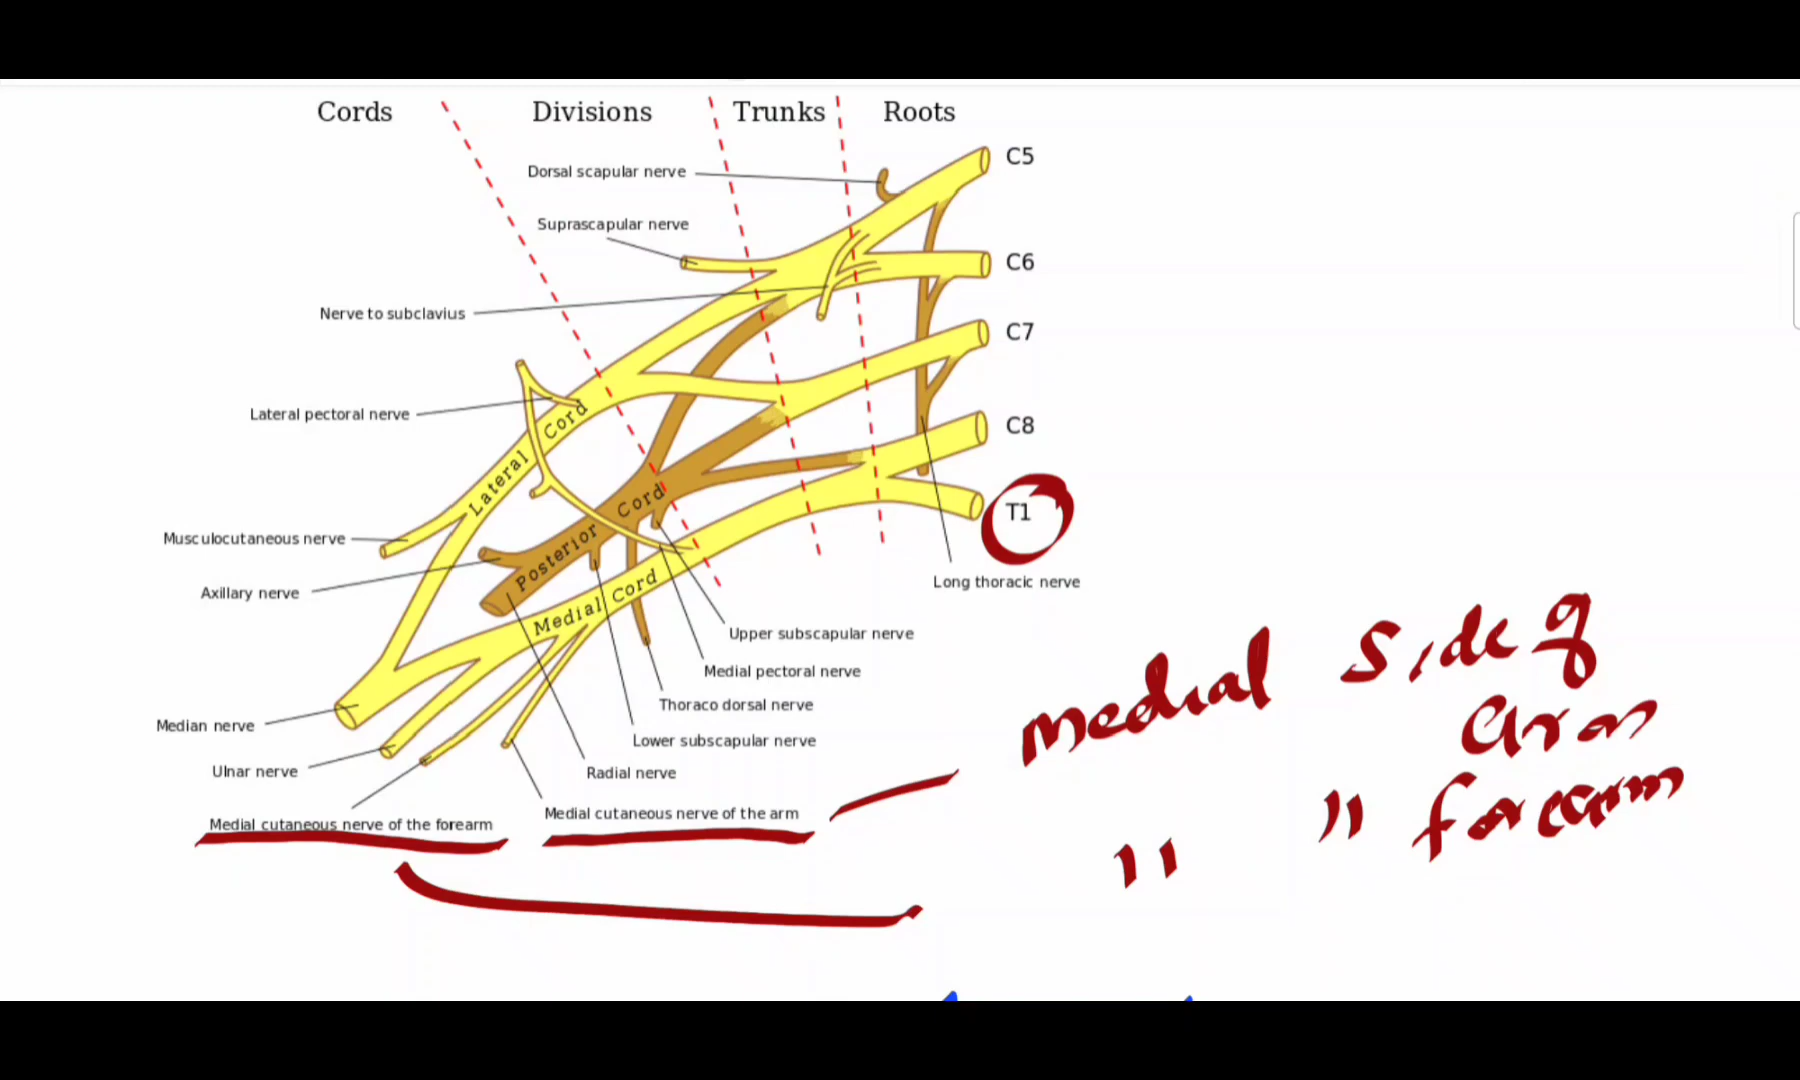 Cords Divisions Trunks Roots
C5
Dorsal scapular nerve
Suprascapular nerve
C6
Nerve to subclavius
C7
Lateral pectoral nerve
C8
Lateral Cord
Posterior Cord
T1
Musculocutaneous nerve
Long thoracic nerve
Axillary nerve
Medial Cord
Upper subscapular nerve
Medial pectoral nerve
Thoraco dorsal nerve
Median nerve
Lower subscapular nerve
Ulnar nerve
Radial nerve
Medial cutaneous nerve of the arm
Medial cutaneous nerve of the forearm
medial side of
arm
" " forearm